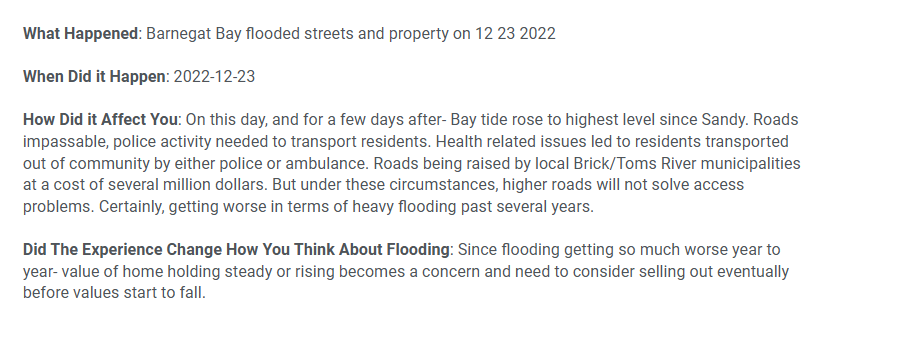 What Happened: Barnegat Bay flooded streets and property on 12 23 2022
When Did it Happen: 2022-12-23
How Did it Affect You: On this day, and for a few days after- Bay tide rose to highest level since Sandy. Roads
impassable, police activity needed to transport residents. Health related issues led to residents transported
out of community by either police or ambulance. Roads being raised by local Brick/Toms River municipalities
at a cost of several million dollars. But under these circumstances, higher roads will not solve access
problems. Certainly, getting worse in terms of heavy flooding past several years.
Did The Experience Change How You Think About Flooding: Since flooding getting so much worse year to
year- value of home holding steady or rising becomes a concern and need to consider selling out eventually
before values start to fall.